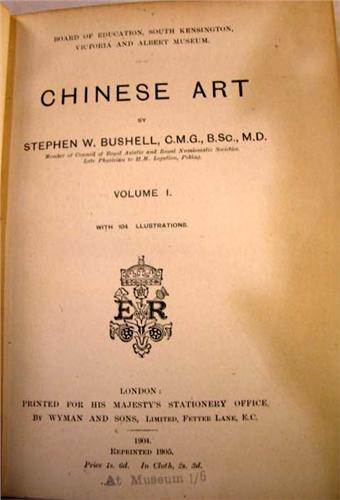 BOARD OF EDUCATION, SOUTH KENSINGTON,
VICTORIA AND ALBERT MUSEUM.
CHINESE ART
BY
STEPHEN W. BUSHELL, C.M.G., B.SC., M.D.
Member of Council of Royal Asiatic and Royal Numismatic Societies.
Late Physician to H.M. Legation, Peking.
VOLUME I.
WITH 104 LLUSTRATIONS.
E R
LONDON:
PRINTED FOR HIS MAJESTY'S STATIONERY OFFICE,
BY WYMAN AND SONS, LIMITED, FETTER LANE, E.C.
1904.
REPRINTED 1905.
Price 1s. 6d. In Cloth, 2s. 3d.
At Museum 1/6